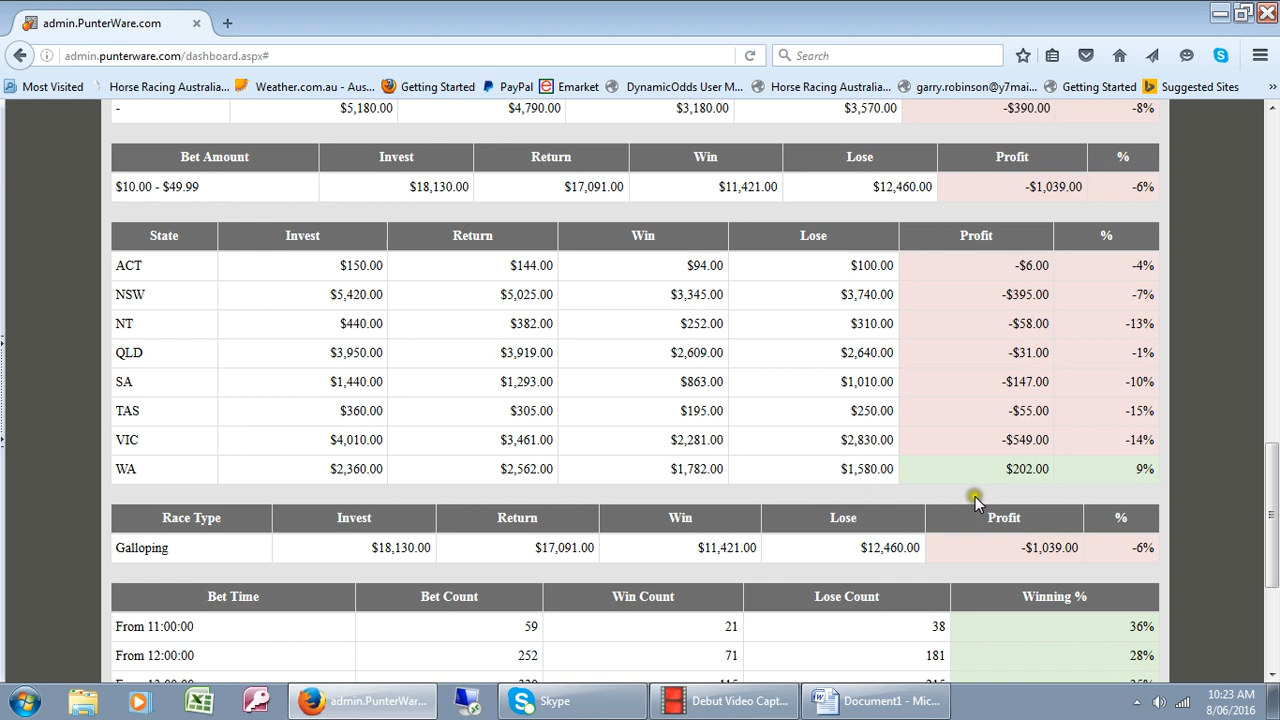 admin.PunterWare.com
admin.punterware.com/dashboard.aspx#
Search
Most Visited Horse Racing Australia... Weather.com.au - Aus... Getting Started PayPal Emarket DynamicOdds User M... Horse Racing Australia... garry.robinson@y7mai... Getting Started Suggested Sites
- $5,180.00 $4,790.00 $3,180.00 $3,570.00 -$390.00 -8%
Bet Amount Invest Return Win Lose Profit %
$10.00 - $49.99 $18,130.00 $17,091.00 $11,421.00 $12,460.00 -$1,039.00 -6%
State Invest Return Win Lose Profit %
ACT $150.00 $144.00 $94.00 $100.00 -$6.00 -4%
NSW $5,420.00 $5,025.00 $3,345.00 $3,740.00 -$395.00 -7%
NT $440.00 $382.00 $252.00 $310.00 -$58.00 -13%
QLD $3,950.00 $3,919.00 $2,609.00 $2,640.00 -$31.00 -1%
SA $1,440.00 $1,293.00 $863.00 $1,010.00 -$147.00 -10%
TAS $360.00 $305.00 $195.00 $250.00 -$55.00 -15%
VIC $4,010.00 $3,461.00 $2,281.00 $2,830.00 -$549.00 -14%
WA $2,360.00 $2,562.00 $1,782.00 $1,580.00 $202.00 9%
Race Type Invest Return Win Lose Profit %
Galloping $18,130.00 $17,091.00 $11,421.00 $12,460.00 -$1,039.00 -6%
Bet Time Bet Count Win Count Lose Count Winning %
From 11:00:00 59 21 38 36%
From 12:00:00 252 71 181 28%
admin.PunterWar... Skype Debut Video Capt... Document1 - Mic...
10:23 AM
8/06/2016